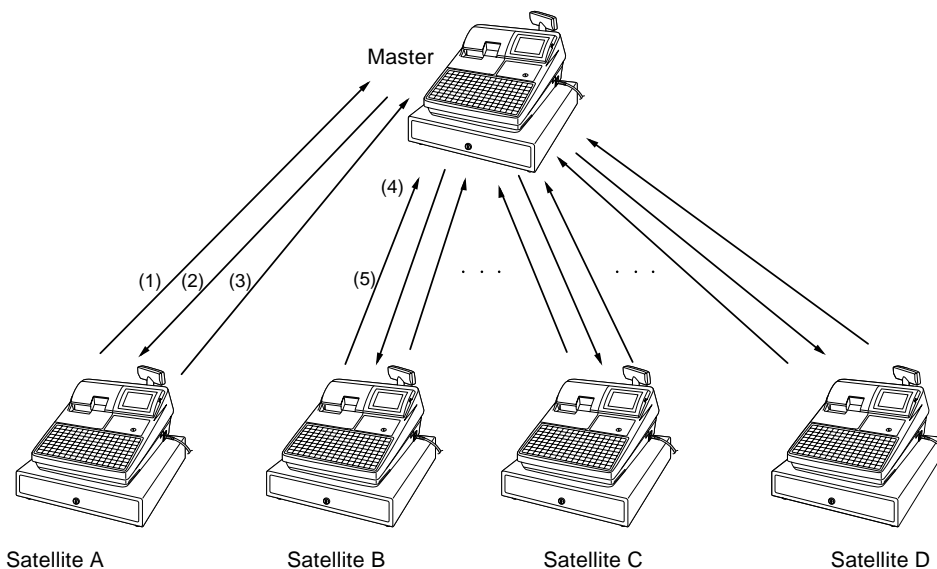 Master
(4)
(1) (2) (3) (5) . . . . . .
Satellite A Satellite B Satellite C Satellite D